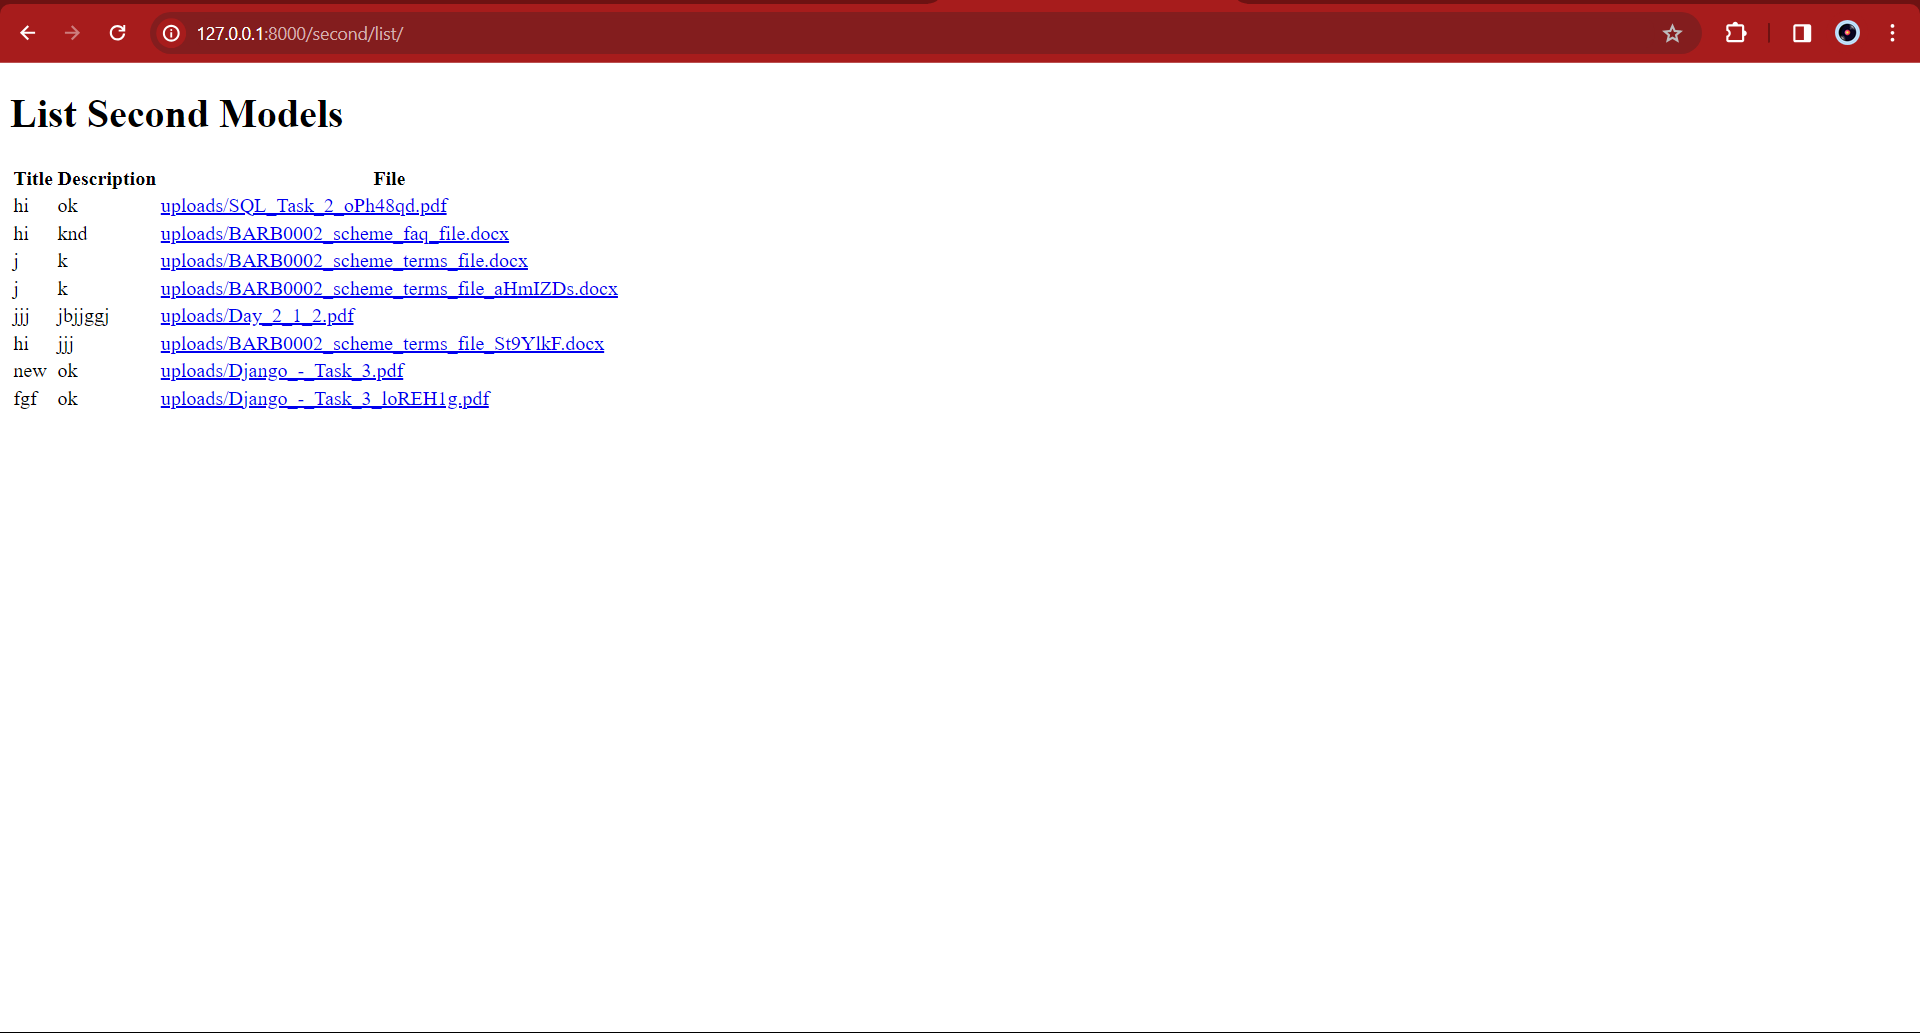 127.0.0.1:8000/second/list/
List Second Models
Title Description File
hi ok uploads/SQL_Task_2_oPh48qd.pdf
hi knd uploads/BARB0002_scheme_faq_file.docx
j k uploads/BARB0002_scheme_terms_file.docx
j k uploads/BARB0002_scheme_terms_file_aHmIZDs.docx
jjj jbjjggj uploads/Day_2_1_2.pdf
hi jjj uploads/BARB0002_scheme_terms_file_St9YlkF.docx
new ok uploads/Django_-_Task_3.pdf
fgf ok uploads/Django_-_Task_3_loREH1g.pdf